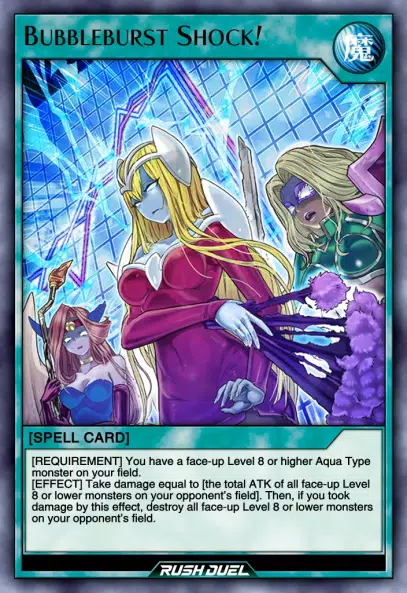 Bubbleburst Shock!
魔
[SPELL CARD]
[REQUIREMENT] You have a face-up Level 8 or higher Aqua Type
monster on your field.
[EFFECT] Take damage equal to [the total ATK of all face-up Level
8 or lower monsters on your opponent's field]. Then, if you took
damage by this effect, destroy all face-up Level 8 or lower monsters
on your opponent's field.
RUSH DUEL